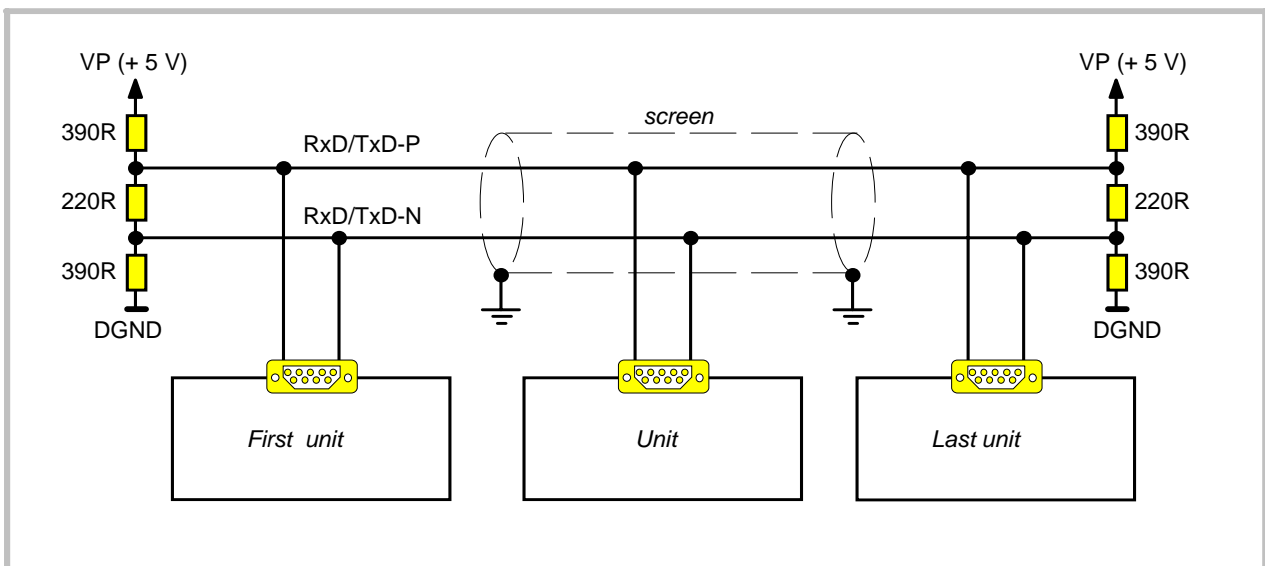 VP (+ 5 V)
VP (+ 5 V)
screen
390R
RxD/TxD-P
390R
220R
RxD/TxD-N
220R
390R
390R
DGND
DGND
First unit
Unit
Last unit